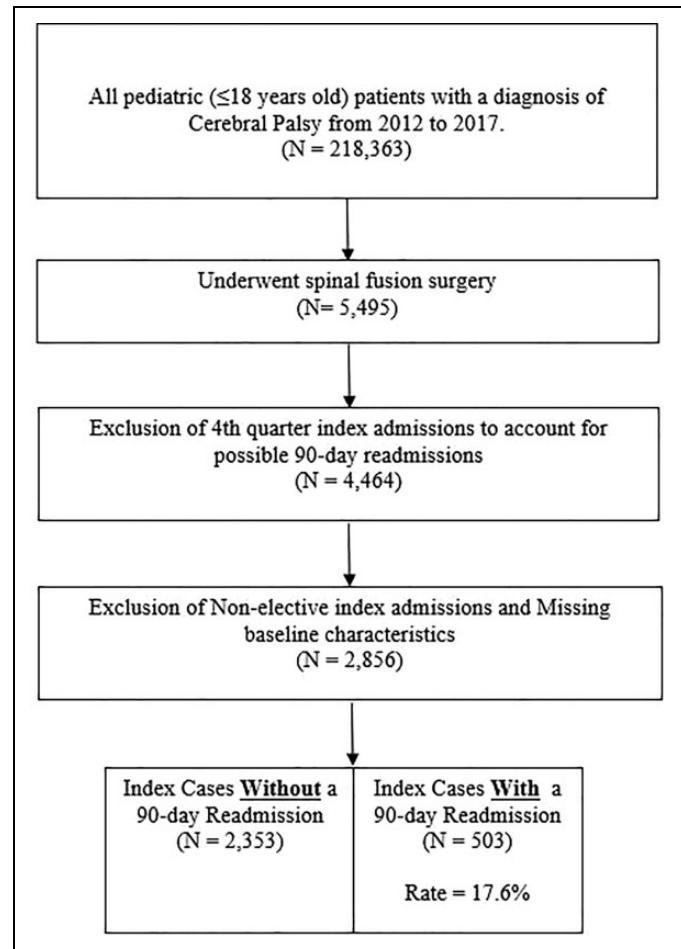 All pediatric (≤18 years old) patients with a diagnosis of
Cerebral Palsy from 2012 to 2017.
(N = 218,363)
Underwent spinal fusion surgery
(N= 5,495)
Exclusion of 4th quarter index admissions to account for
possible 90-day readmissions
(N = 4,464)
Exclusion of Non-elective index admissions and Missing
baseline characteristics
(N = 2,856)
Index Cases Without a
90-day Readmission
(N = 2,353)
Index Cases With a
90-day Readmission
(N = 503)
Rate = 17.6%